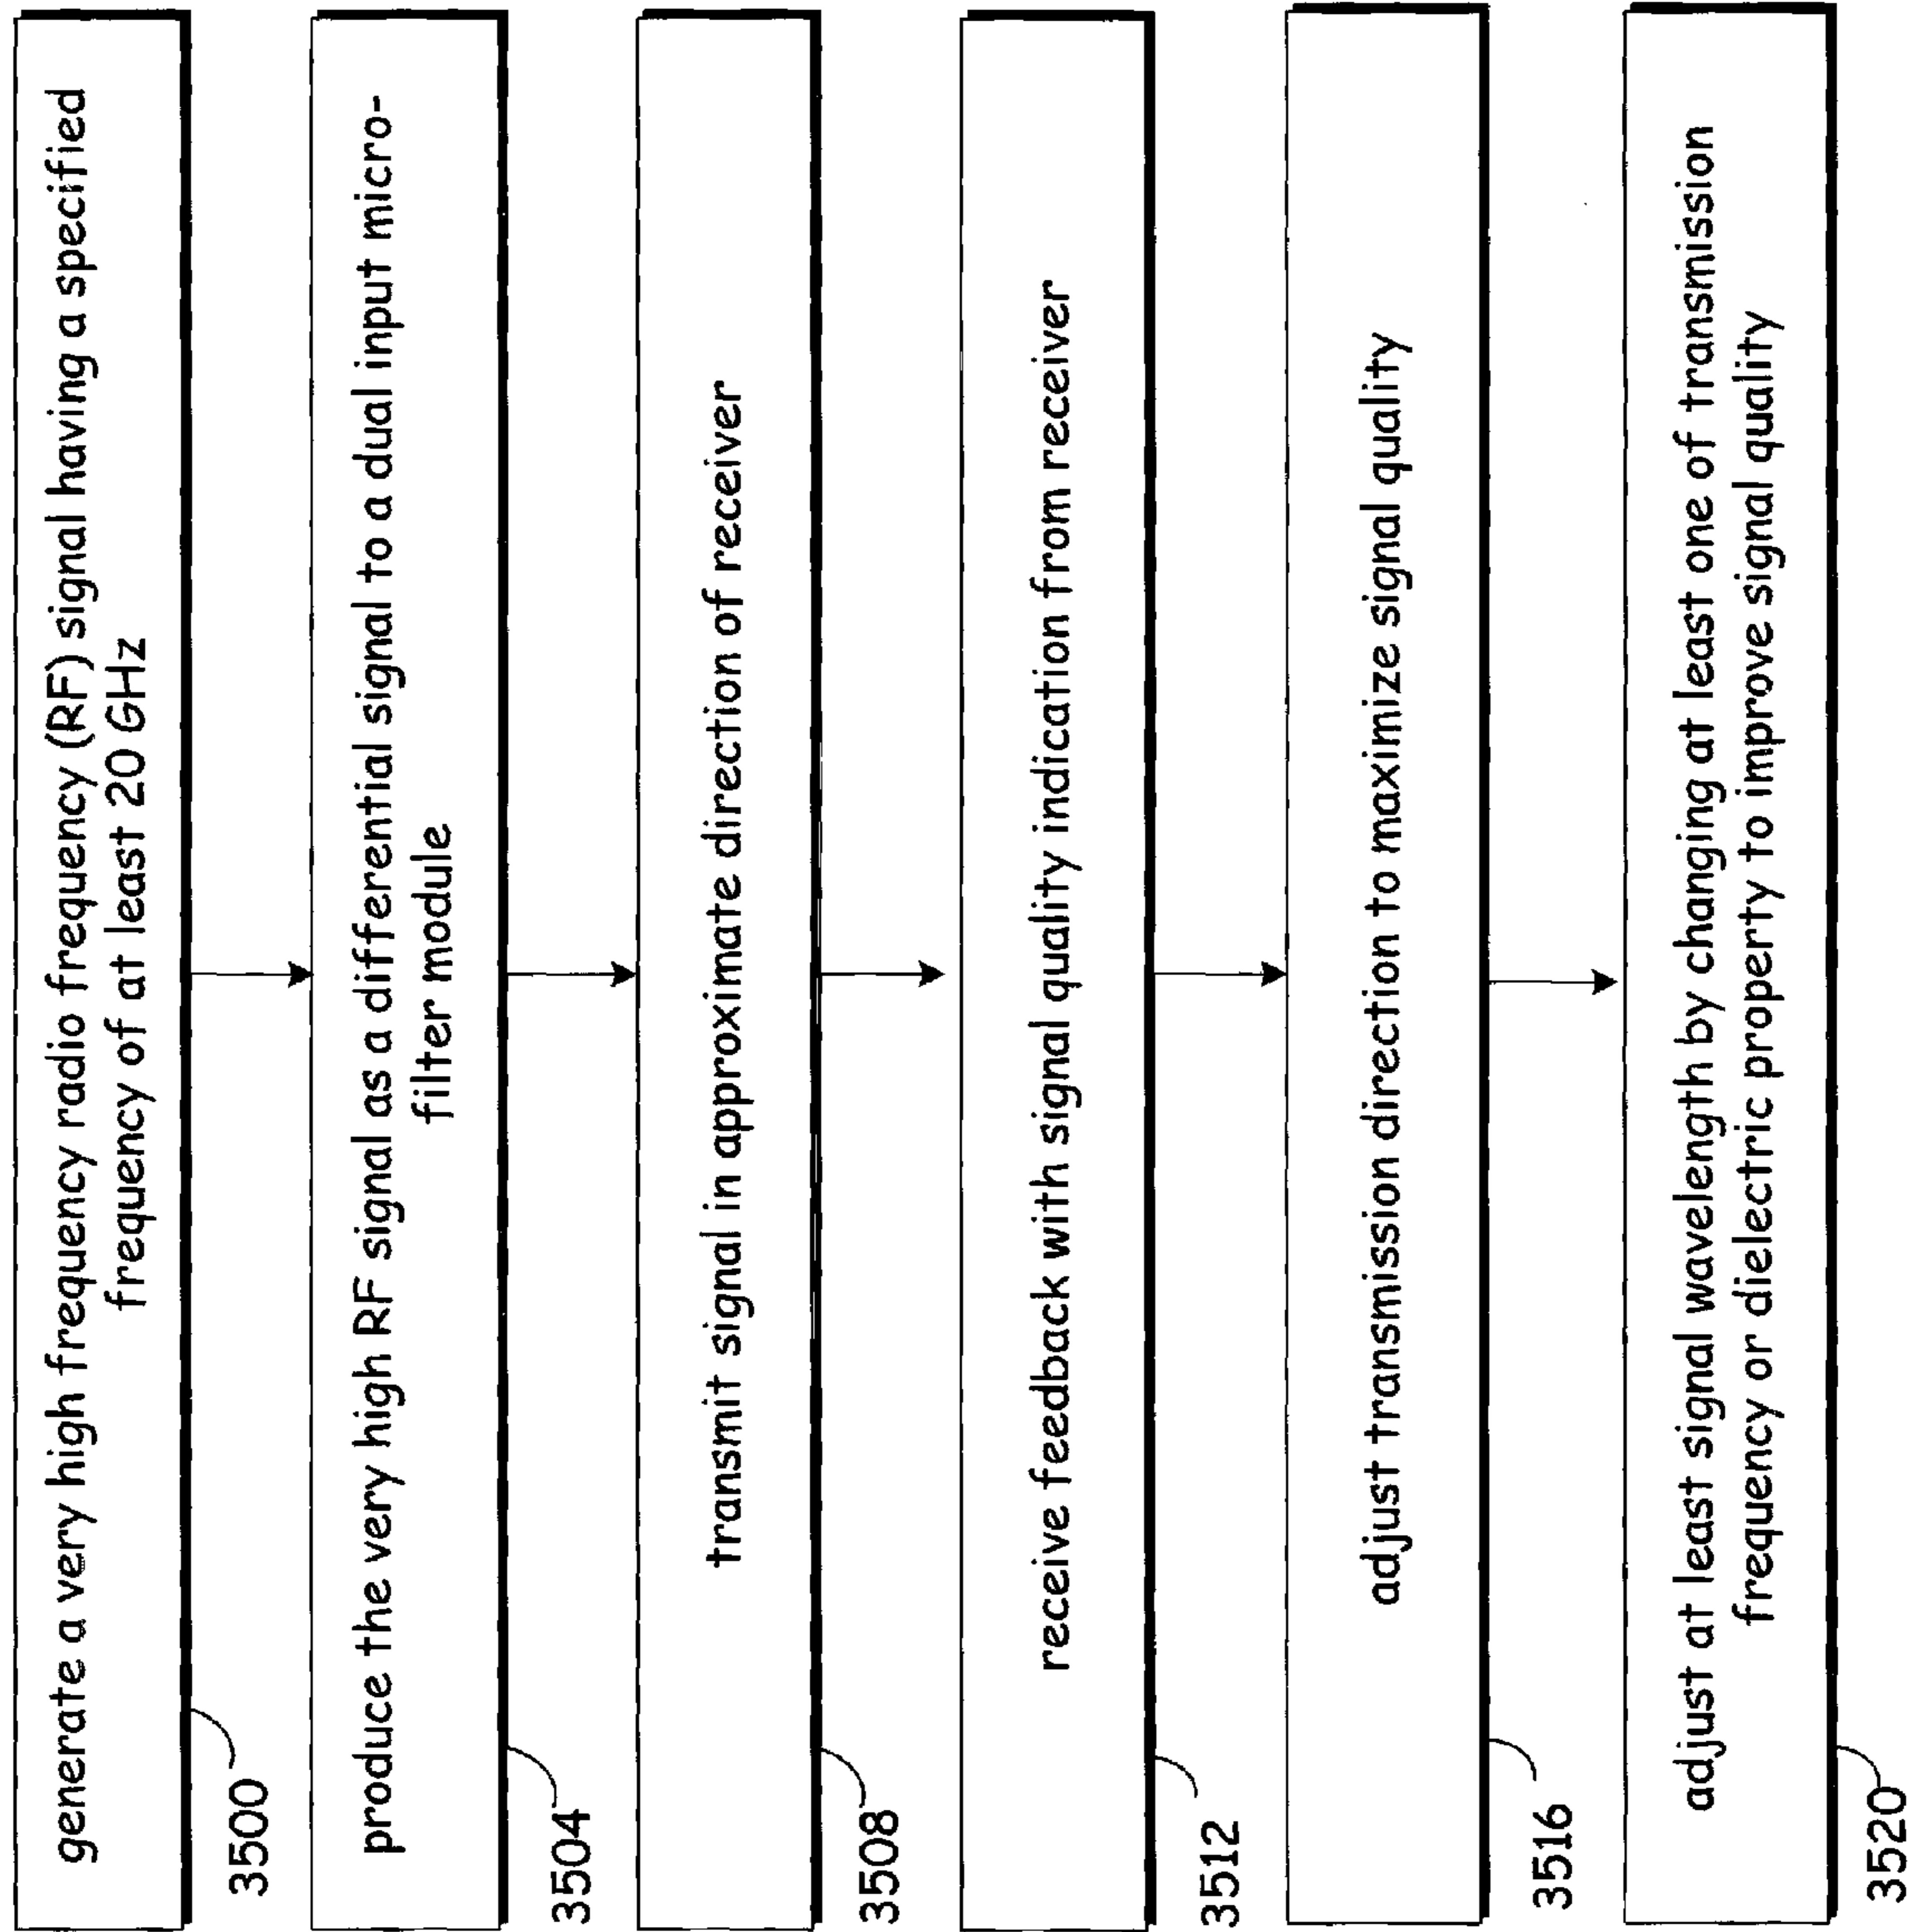 generate a very high frequency radio frequency (RF) signal having a specified
frequency of at least 20 GHz
3500
produce the very high RF signal as a differential signal to a dual input micro-
filter module
3504
transmit signal in approximate direction of receiver
3508
receive feedback with signal quality indication from receiver
3512
adjust transmission direction to maximize signal quality
3516
adjust at least signal wavelength by changing at least one of transmission
frequency or dielectric property to improve signal quality
3520